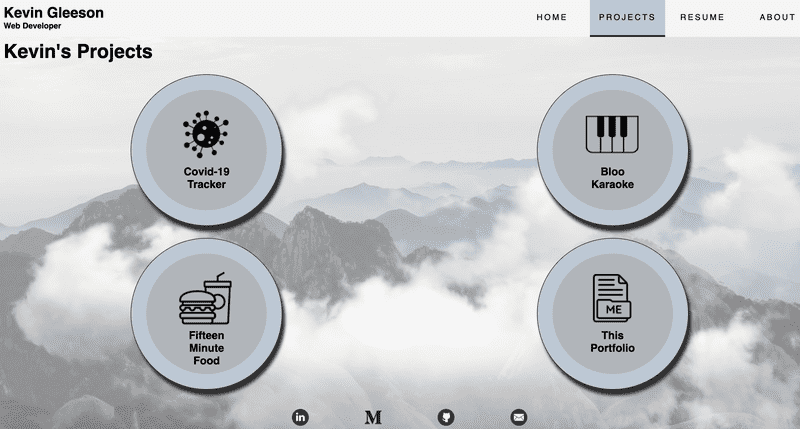 Kevin Gleeson
Web Developer
HOME PROJECTS RESUME ABOUT
Kevin's Projects
Covid-19
Tracker
Bloo
Karaoke
Fifteen
Minute
Food
ME
This
Portfolio
in M